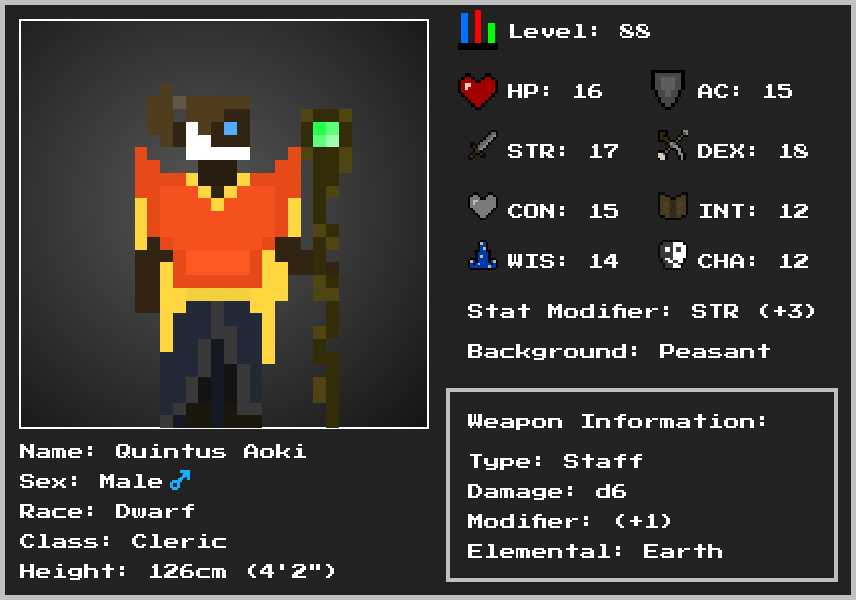 Level: 88
HP: 16
AC: 15
STR: 17
DEX: 18
CON: 15
INT: 12
WIS: 14
CHA: 12
Stat Modifier: STR (+3)
Background: Peasant
Weapon Information:
Type: Staff
Damage: d6
Modifier: (+1)
Elemental: Earth
Name: Quintus Aoki
Sex: Male ♂
Race: Dwarf
Class: Cleric
Height: 126cm (4'2")